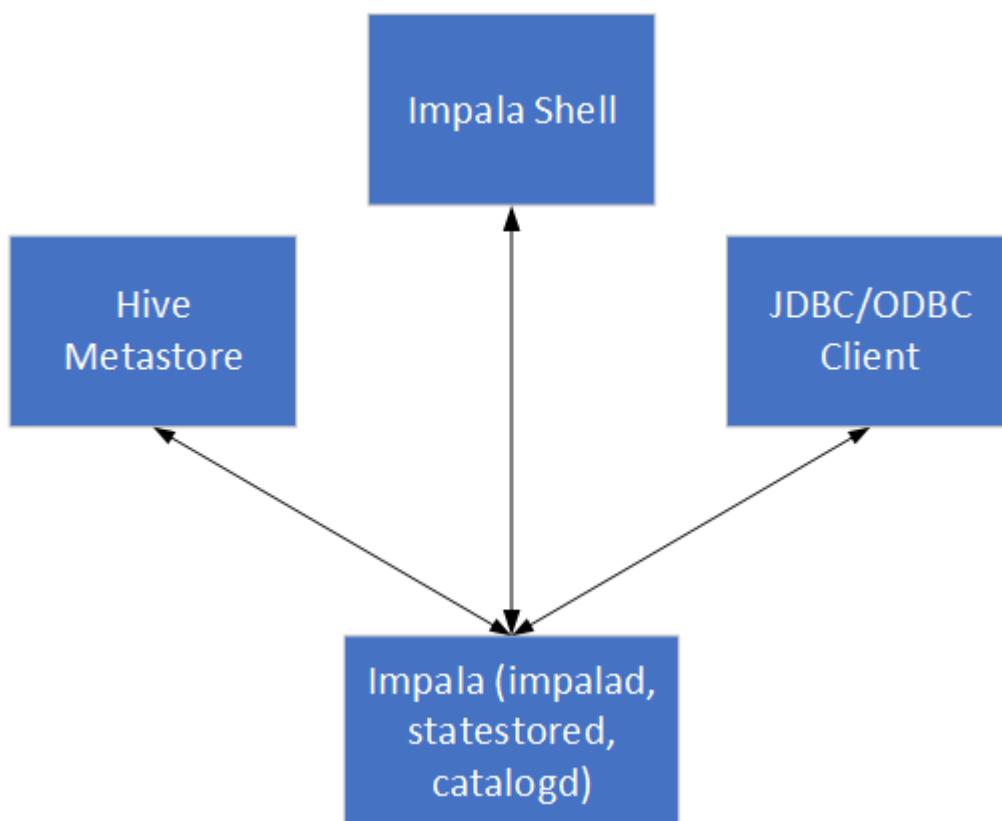 Impala Shell
Hive
Metastore
JDBC/ODBC
Client
Impala (impalad,
statestored,
catalogd)